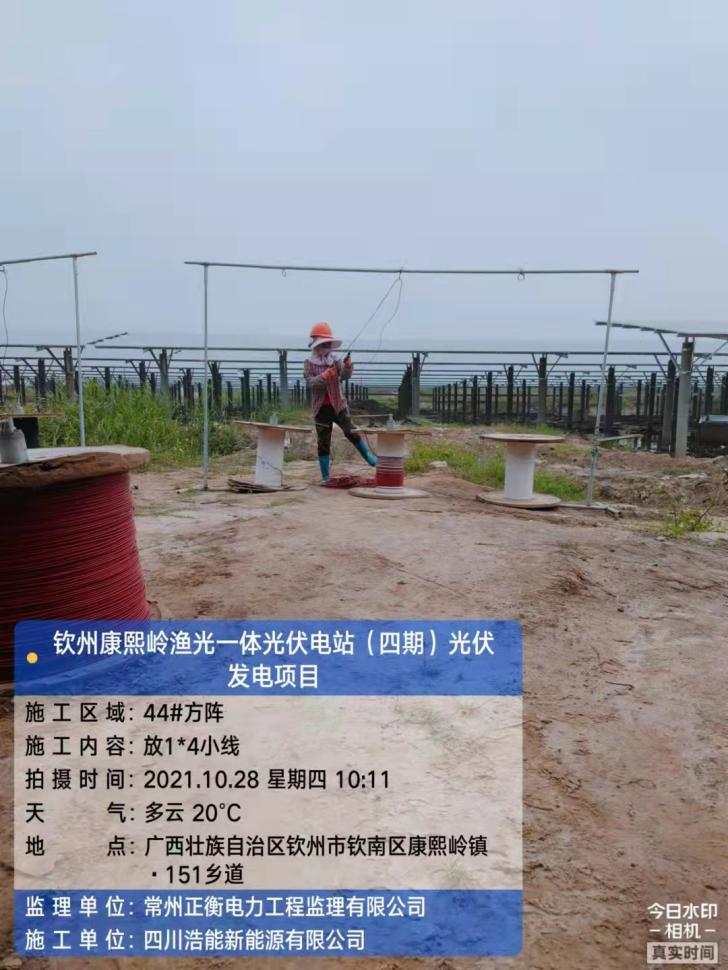 钦州康熙岭渔光一体光伏电站（四期）光伏
发电项目
施工区域：44#方阵
施工内容：放1*4小线
拍摄时间：2021.10.28 星期四 10:11
天气：多云 20℃
地点：广西壮族自治区钦州市钦南区康熙岭镇
·151乡道
监理单位：常州正衡电力工程监理有限公司
施工单位：四川浩能新能源有限公司
今日水印
-相机-
真实时间